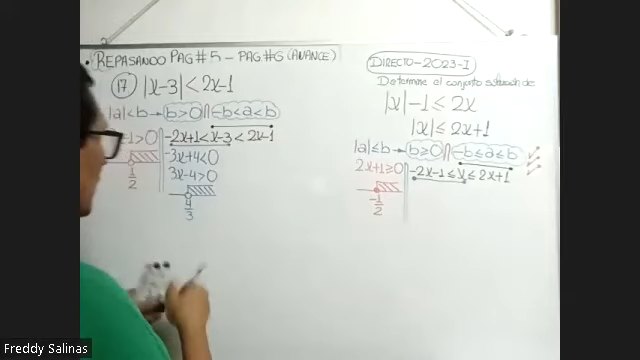 • REPASANDO PAG#5 - PAG.#6 (AVANCE)
17 |x-3| < 2x-1
|a|<b → b>0 ∩ -b<a<b
-1>0 -2x+1< x-3 < 2x-1
-3x+4<0
3x-4>0
1/2
4/3
DIRECTO-2023-I
Determine el conjunto solución de:
|x|-1 ≤ 2x
|x| ≤ 2x+1
|a|≤b → b≥0 ∩ -b≤a≤b
2x+1≥0 -2x-1 ≤ x ≤ 2x+1
-1/2
Freddy Salinas